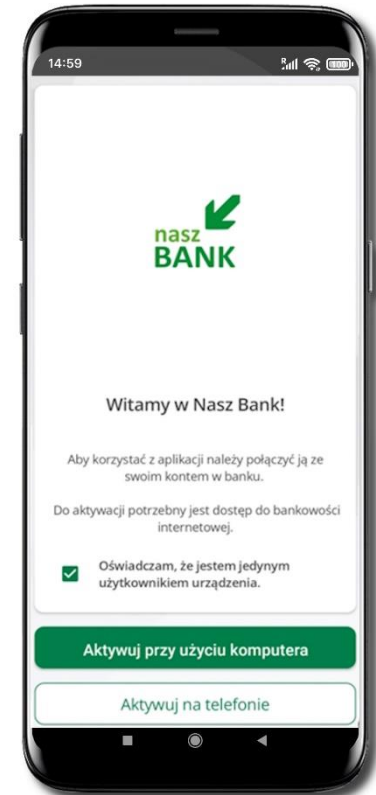 14:59
nasz
BANK
Witamy w Nasz Bank!
Aby korzystać z aplikacji należy połączyć ją ze
swoim kontem w banku.
Do aktywacji potrzebny jest dostęp do bankowości
internetowej.
Oświadczam, że jestem jedynym
użytkownikiem urządzenia.
Aktywuj przy użyciu komputera
Aktywuj na telefonie